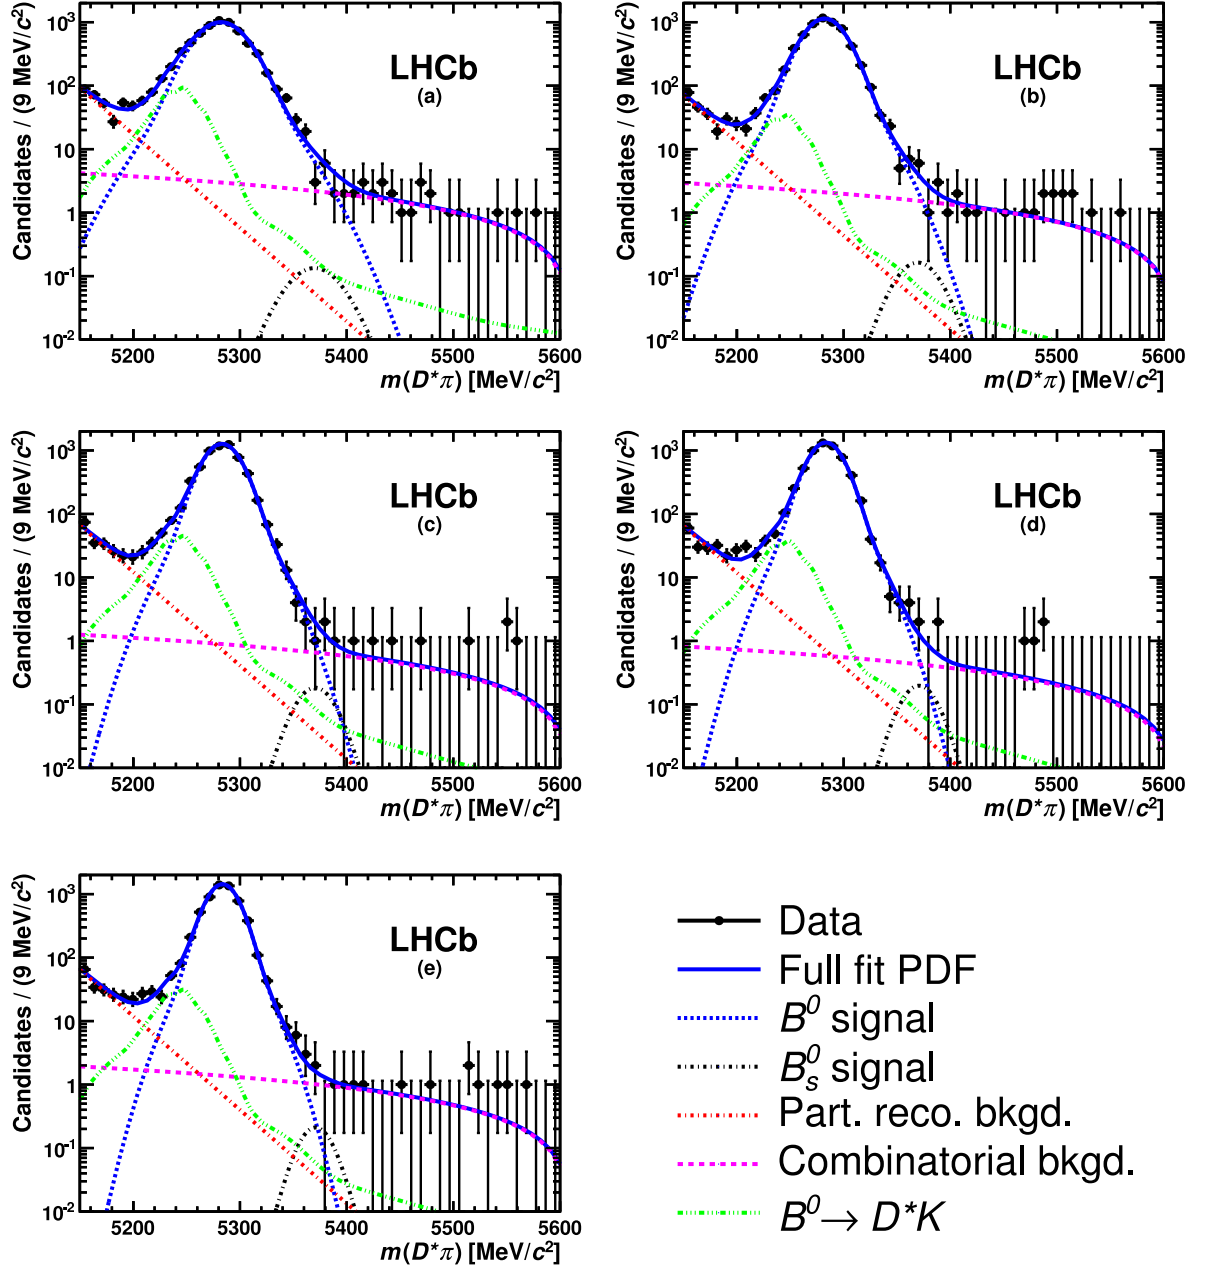 Candidates / (9 MeV/c²)
10³
10²
10
1
10⁻¹
10⁻²
LHCb
(a)
5200 5300 5400 5500 5600
m(D*π) [MeV/c²]
Candidates / (9 MeV/c²)
10³
10²
10
1
10⁻¹
10⁻²
LHCb
(b)
5200 5300 5400 5500 5600
m(D*π) [MeV/c²]
Candidates / (9 MeV/c²)
10³
10²
10
1
10⁻¹
10⁻²
LHCb
(c)
5200 5300 5400 5500 5600
m(D*π) [MeV/c²]
Candidates / (9 MeV/c²)
10³
10²
10
1
10⁻¹
10⁻²
LHCb
(d)
5200 5300 5400 5500 5600
m(D*π) [MeV/c²]
Candidates / (9 MeV/c²)
10³
10²
10
1
10⁻¹
10⁻²
LHCb
(e)
5200 5300 5400 5500 5600
m(D*π) [MeV/c²]
Data
Full fit PDF
B⁰ signal
B⁰ₛ signal
Part. reco. bkgd.
Combinatorial bkgd.
B⁰→ D*K